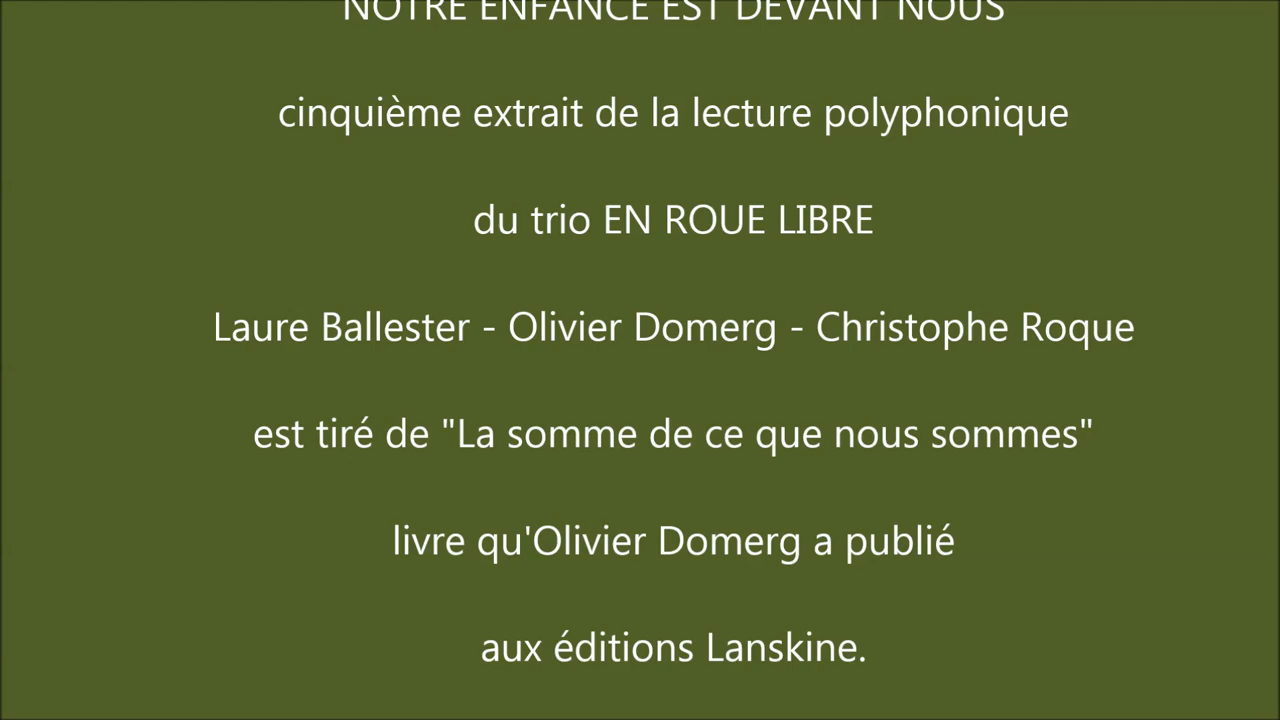 NOTRE ENFANCE EST DEVANT NOUS
cinquième extrait de la lecture polyphonique
du trio EN ROUE LIBRE
Laure Ballester - Olivier Domerg - Christophe Roque
est tiré de "La somme de ce que nous sommes"
livre qu'Olivier Domerg a publié
aux éditions Lanskine.